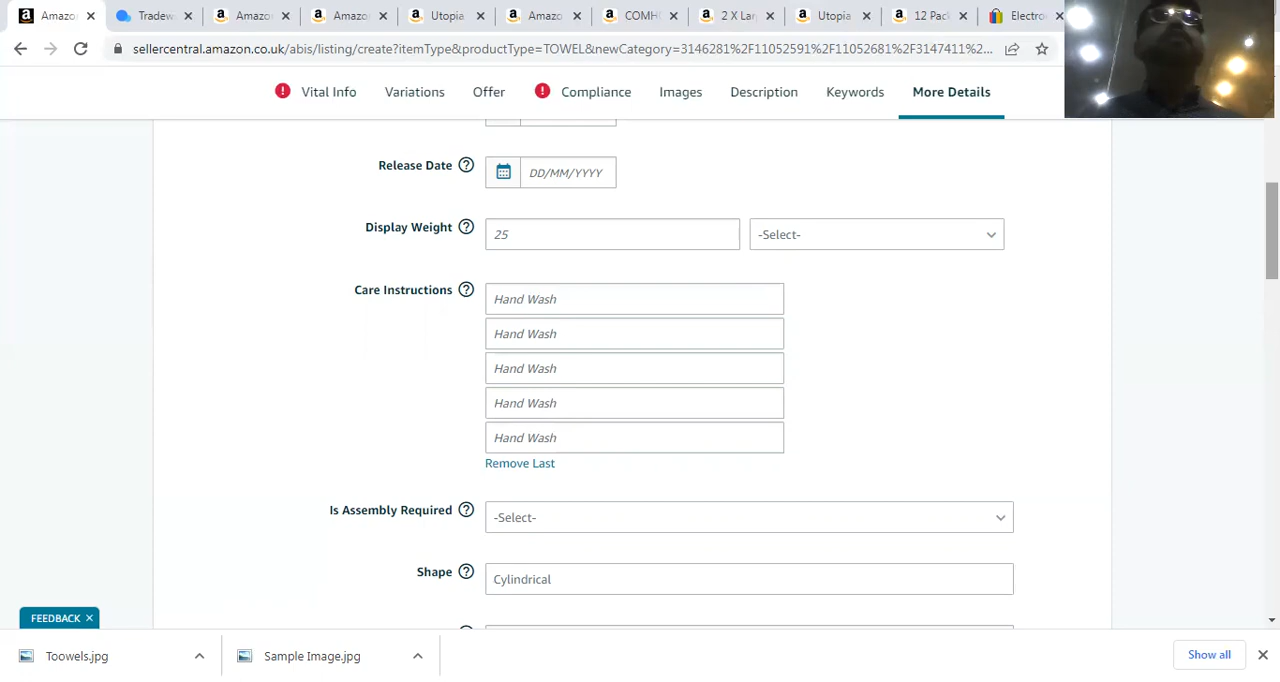 Amazo
Tradew
Amazo
Amazo
Utopia
Amazo
COMH
2 X Lar
Utopia
12 Pack
Electro
sellercentral.amazon.co.uk/abis/listing/create?itemType&productType=TOWEL&newCategory=3146281%2F11052591%2F11052681%2F3147411%2...
Vital Info
Variations
Offer
Compliance
Images
Description
Keywords
More Details
Release Date
DD/MM/YYYY
Display Weight
25
-Select-
Care Instructions
Hand Wash
Hand Wash
Hand Wash
Hand Wash
Hand Wash
Remove Last
Is Assembly Required
-Select-
Shape
Cylindrical
FEEDBACK
Toowels.jpg
Sample Image.jpg
Show all